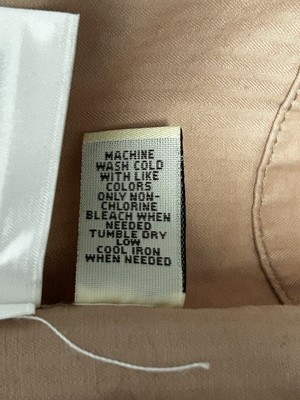 MACHINE
WASH COLD
WITH LIKE
COLORS
ONLY NON-
CHLORINE
BLEACH WHEN
NEEDED
TUMBLE DRY
LOW
COOL IRON
WHEN NEEDED